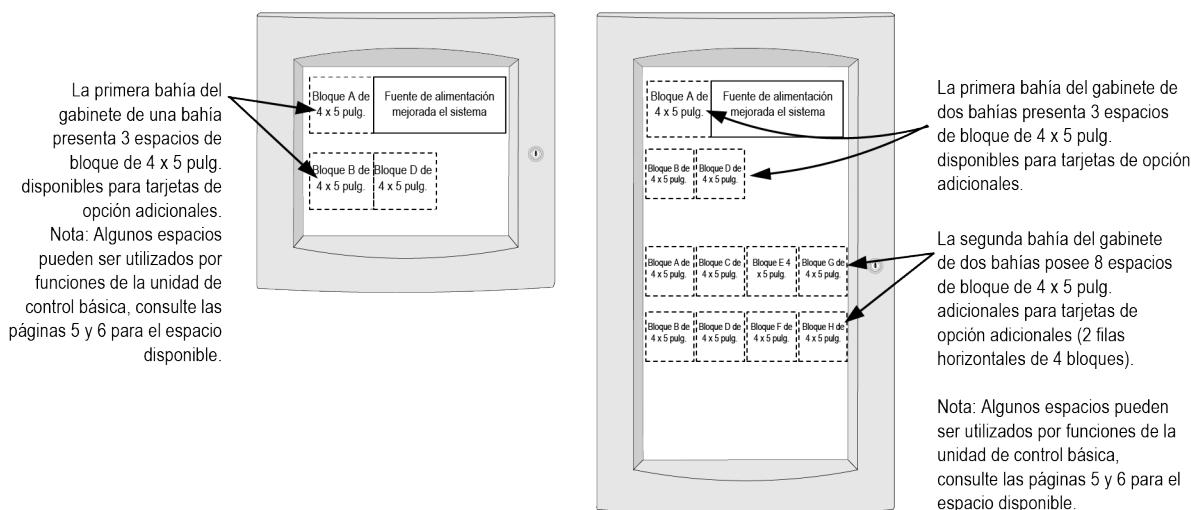 La primera bahía del
gabinete de una bahía
presenta 3 espacios de
bloque de 4 x 5 pulg.
disponibles para tarjetas de
opción adicionales.
Nota: Algunos espacios
pueden ser utilizados por
funciones de la unidad de
control básica, consulte las
páginas 5 y 6 para el espacio
disponible.
Bloque A de
4 x 5 pulg.
Fuente de alimentación
mejorada el sistema
Bloque B de
4 x 5 pulg.
Bloque D de
4 x 5 pulg.
Bloque A de
4 x 5 pulg.
Fuente de alimentación
mejorada el sistema
Bloque B de
4 x 5 pulg.
Bloque D de
4 x 5 pulg.
Bloque A de
4 x 5 pulg.
Bloque C de
4 x 5 pulg.
Bloque E 4
x 5 pulg.
Bloque G de
4 x 5 pulg.
Bloque B de
4 x 5 pulg.
Bloque D de
4 x 5 pulg.
Bloque F de
4 x 5 pulg.
Bloque H de
4 x 5 pulg.
La primera bahía del gabinete de
dos bahías presenta 3 espacios
de bloque de 4 x 5 pulg.
disponibles para tarjetas de opción
adicionales.
La segunda bahía del gabinete
de dos bahías posee 8 espacios
de bloque de 4 x 5 pulg.
adicionales para tarjetas de
opción adicionales (2 filas
horizontales de 4 bloques).
Nota: Algunos espacios pueden
ser utilizados por funciones de la
unidad de control básica,
consulte las páginas 5 y 6 para el
espacio disponible.